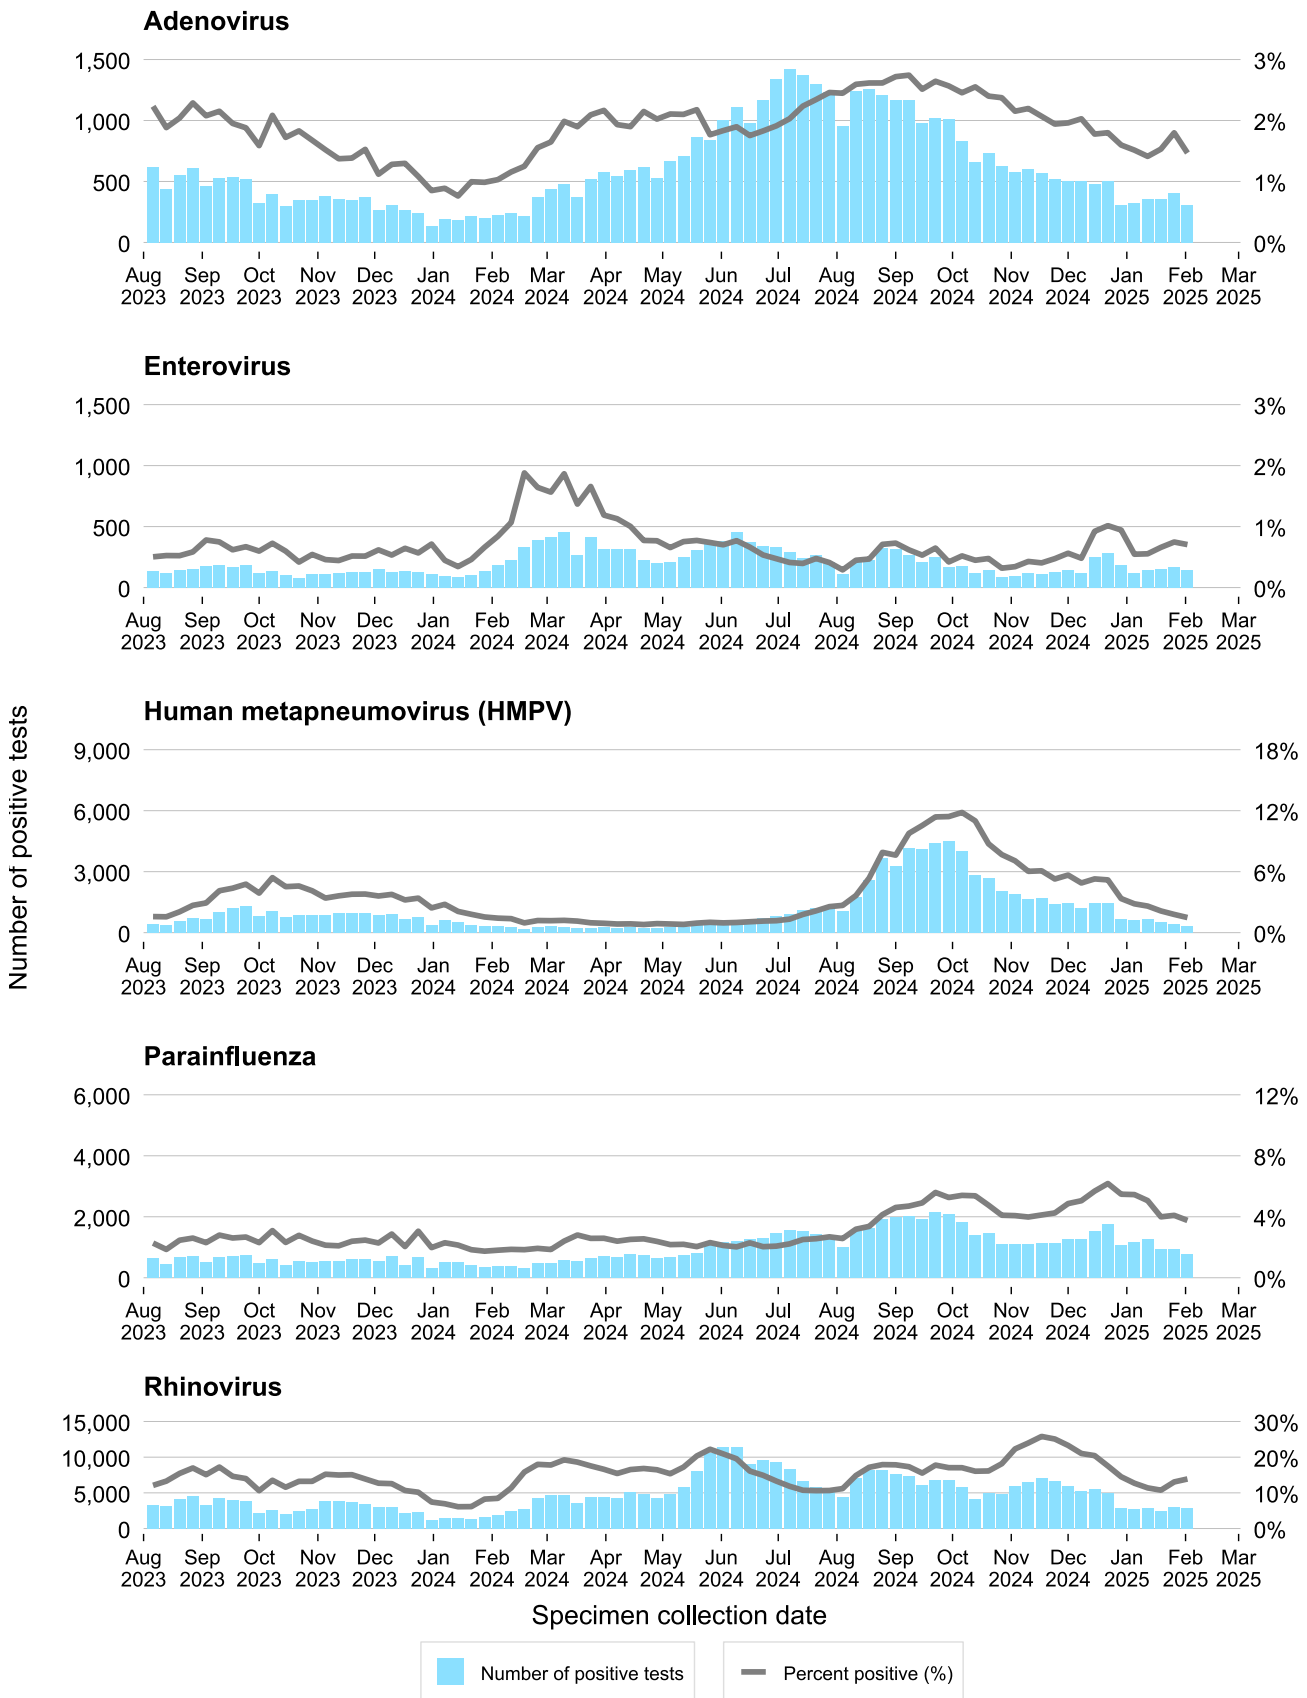 Adenovirus
1,500 3%
1,000 2%
500 1%
0 0%
Aug Sep Oct Nov Dec Jan Feb Mar Apr May Jun Jul Aug Sep Oct Nov Dec Jan Feb Mar
2023 2023 2023 2023 2023 2024 2024 2024 2024 2024 2024 2024 2024 2024 2024 2024 2024 2025 2025 2025
Enterovirus
1,500 3%
1,000 2%
500 1%
0 0%
Aug Sep Oct Nov Dec Jan Feb Mar Apr May Jun Jul Aug Sep Oct Nov Dec Jan Feb Mar
2023 2023 2023 2023 2023 2024 2024 2024 2024 2024 2024 2024 2024 2024 2024 2024 2024 2025 2025 2025
Number of positive tests
Human metapneumovirus (HMPV)
9,000 18%
6,000 12%
3,000 6%
0 0%
Aug Sep Oct Nov Dec Jan Feb Mar Apr May Jun Jul Aug Sep Oct Nov Dec Jan Feb Mar
2023 2023 2023 2023 2023 2024 2024 2024 2024 2024 2024 2024 2024 2024 2024 2024 2024 2025 2025 2025
Parainfluenza
6,000 12%
4,000 8%
2,000 4%
0 0%
Aug Sep Oct Nov Dec Jan Feb Mar Apr May Jun Jul Aug Sep Oct Nov Dec Jan Feb Mar
2023 2023 2023 2023 2023 2024 2024 2024 2024 2024 2024 2024 2024 2024 2024 2024 2024 2025 2025 2025
Rhinovirus
15,000 30%
10,000 20%
5,000 10%
0 0%
Aug Sep Oct Nov Dec Jan Feb Mar Apr May Jun Jul Aug Sep Oct Nov Dec Jan Feb Mar
2023 2023 2023 2023 2023 2024 2024 2024 2024 2024 2024 2024 2024 2024 2024 2024 2024 2025 2025 2025
Specimen collection date
Number of positive tests
Percent positive (%)